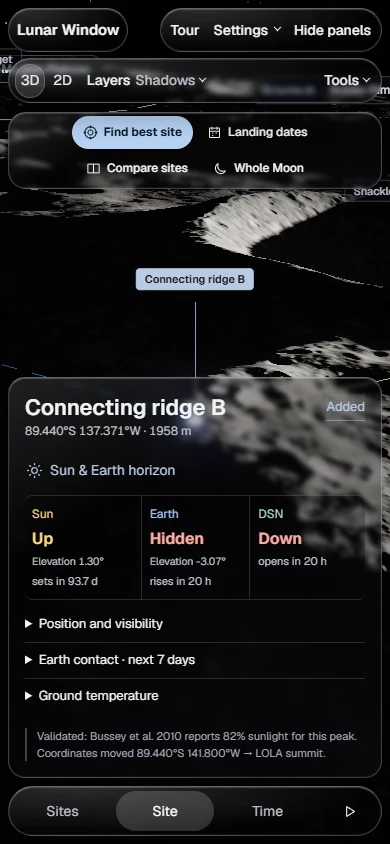 Lunar Window
Tour Settings Hide panels
3D 2D Layers Shadows Tools
Find best site Landing dates
Compare sites Whole Moon
Connecting ridge B
Connecting ridge B Added
89.440°S 137.371°W · 1958 m
Sun & Earth horizon
Sun Earth DSN
Up Hidden Down
Elevation 1.30° Elevation -3.07° opens in 20 h
sets in 93.7 d rises in 20 h
Position and visibility
Earth contact · next 7 days
Ground temperature
Validated: Bussey et al. 2010 reports 82% sunlight for this peak.
Coordinates moved 89.440°S 141.800°W → LOLA summit.
Sites Site Time